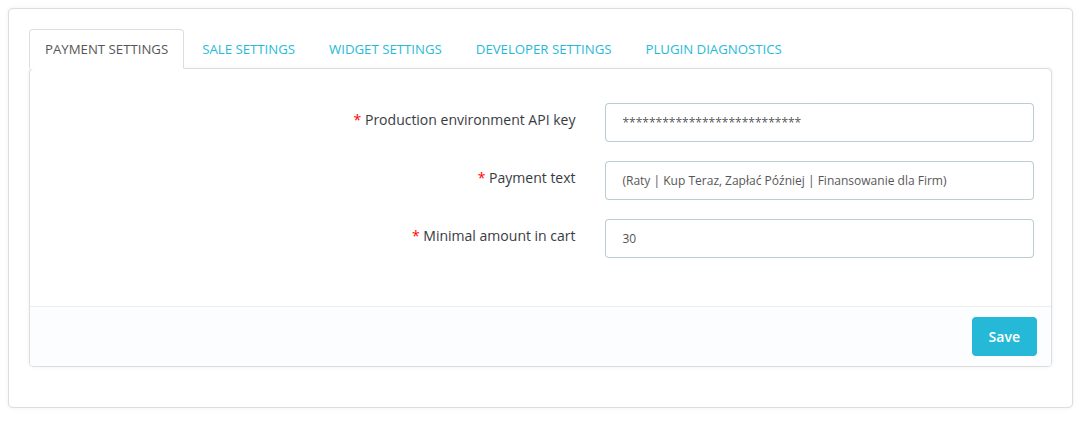 PAYMENT SETTINGS SALE SETTINGS WIDGET SETTINGS DEVELOPER SETTINGS PLUGIN DIAGNOSTICS
* Production environment API key ***************************
* Payment text (Raty | Kup Teraz, Zapłać Później | Finansowanie dla Firm)
* Minimal amount in cart 30
Save